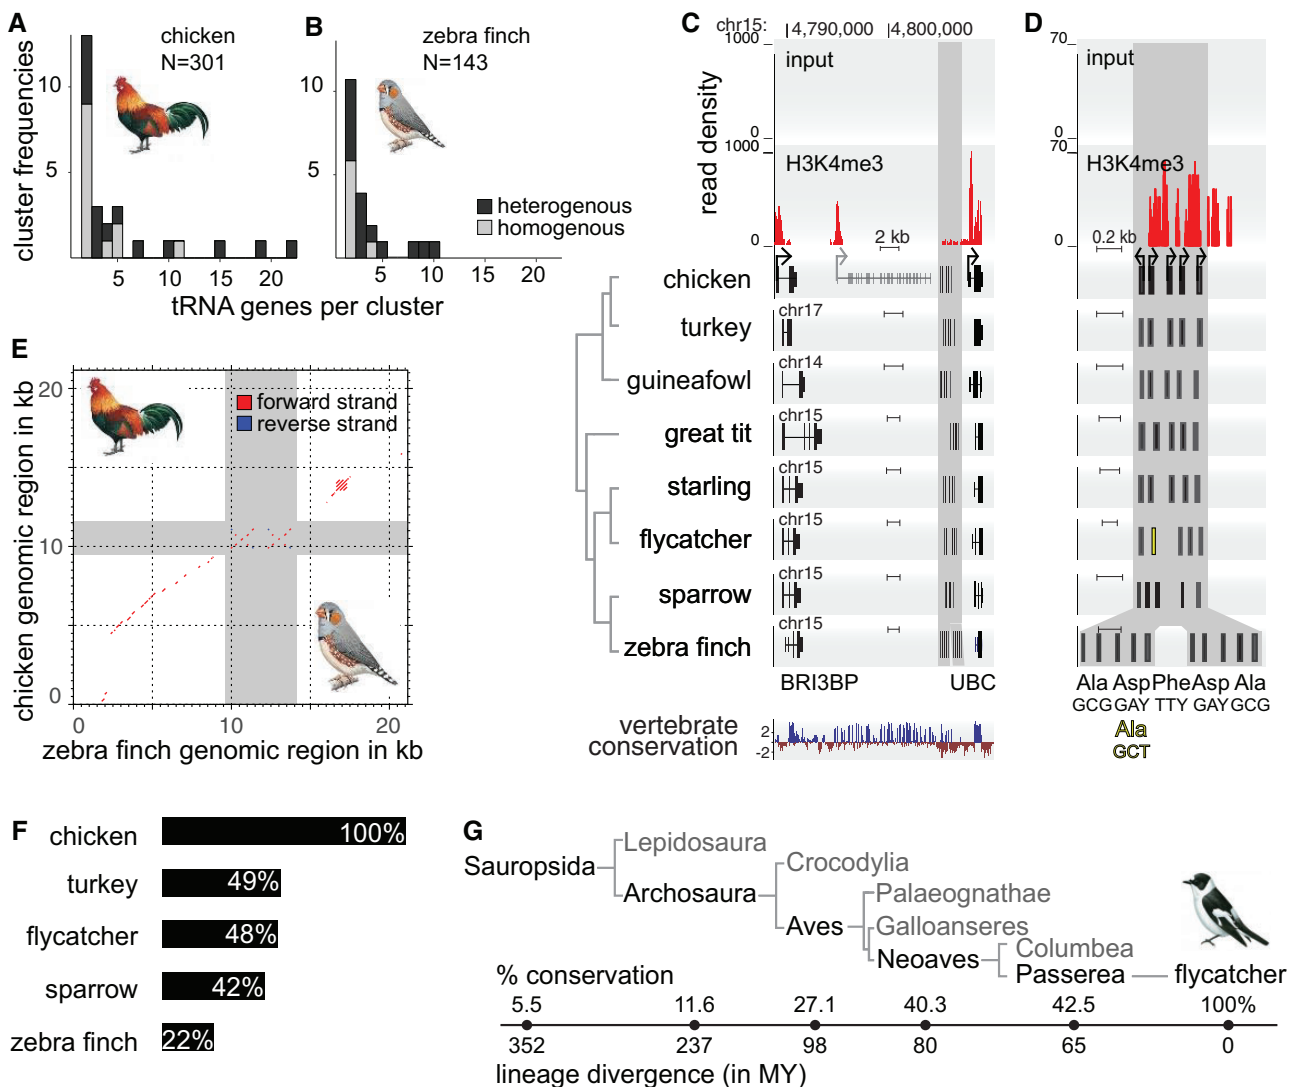 A
chicken
N=301
cluster frequencies
10
5
5
10
15
20
tRNA genes per cluster
B
zebra finch
N=143
10
5
heterogenous
homogenous
5
10
15
20
C
chr15:
4,790,000
4,800,000
read density
1000
input
0
1000
H3K4me3
0
2 kb
chicken
turkey
chr17
guineafowl
chr14
great tit
chr15
starling
chr15
flycatcher
chr15
sparrow
chr15
zebra finch
chr15
BRI3BP
UBC
vertebrate
conservation
2
-2
D
70
input
0
70
H3K4me3
0
0.2 kb
Ala Asp Phe Asp Ala
GCG GAY TTY GAY GCG
Ala
GCT
E
chicken genomic region in kb
20
10
0
forward strand
reverse strand
0
10
20
zebra finch genomic region in kb
F
chicken
100%
turkey
49%
flycatcher
48%
sparrow
42%
zebra finch
22%
G
Sauropsida
Lepidosaura
Archosaura
Crocodylia
Aves
Palaeognathae
Galloanseres
Neoaves
Columbea
Passerea
flycatcher
% conservation
5.5
11.6
27.1
40.3
42.5
100%
352
237
98
80
65
0
lineage divergence (in MY)